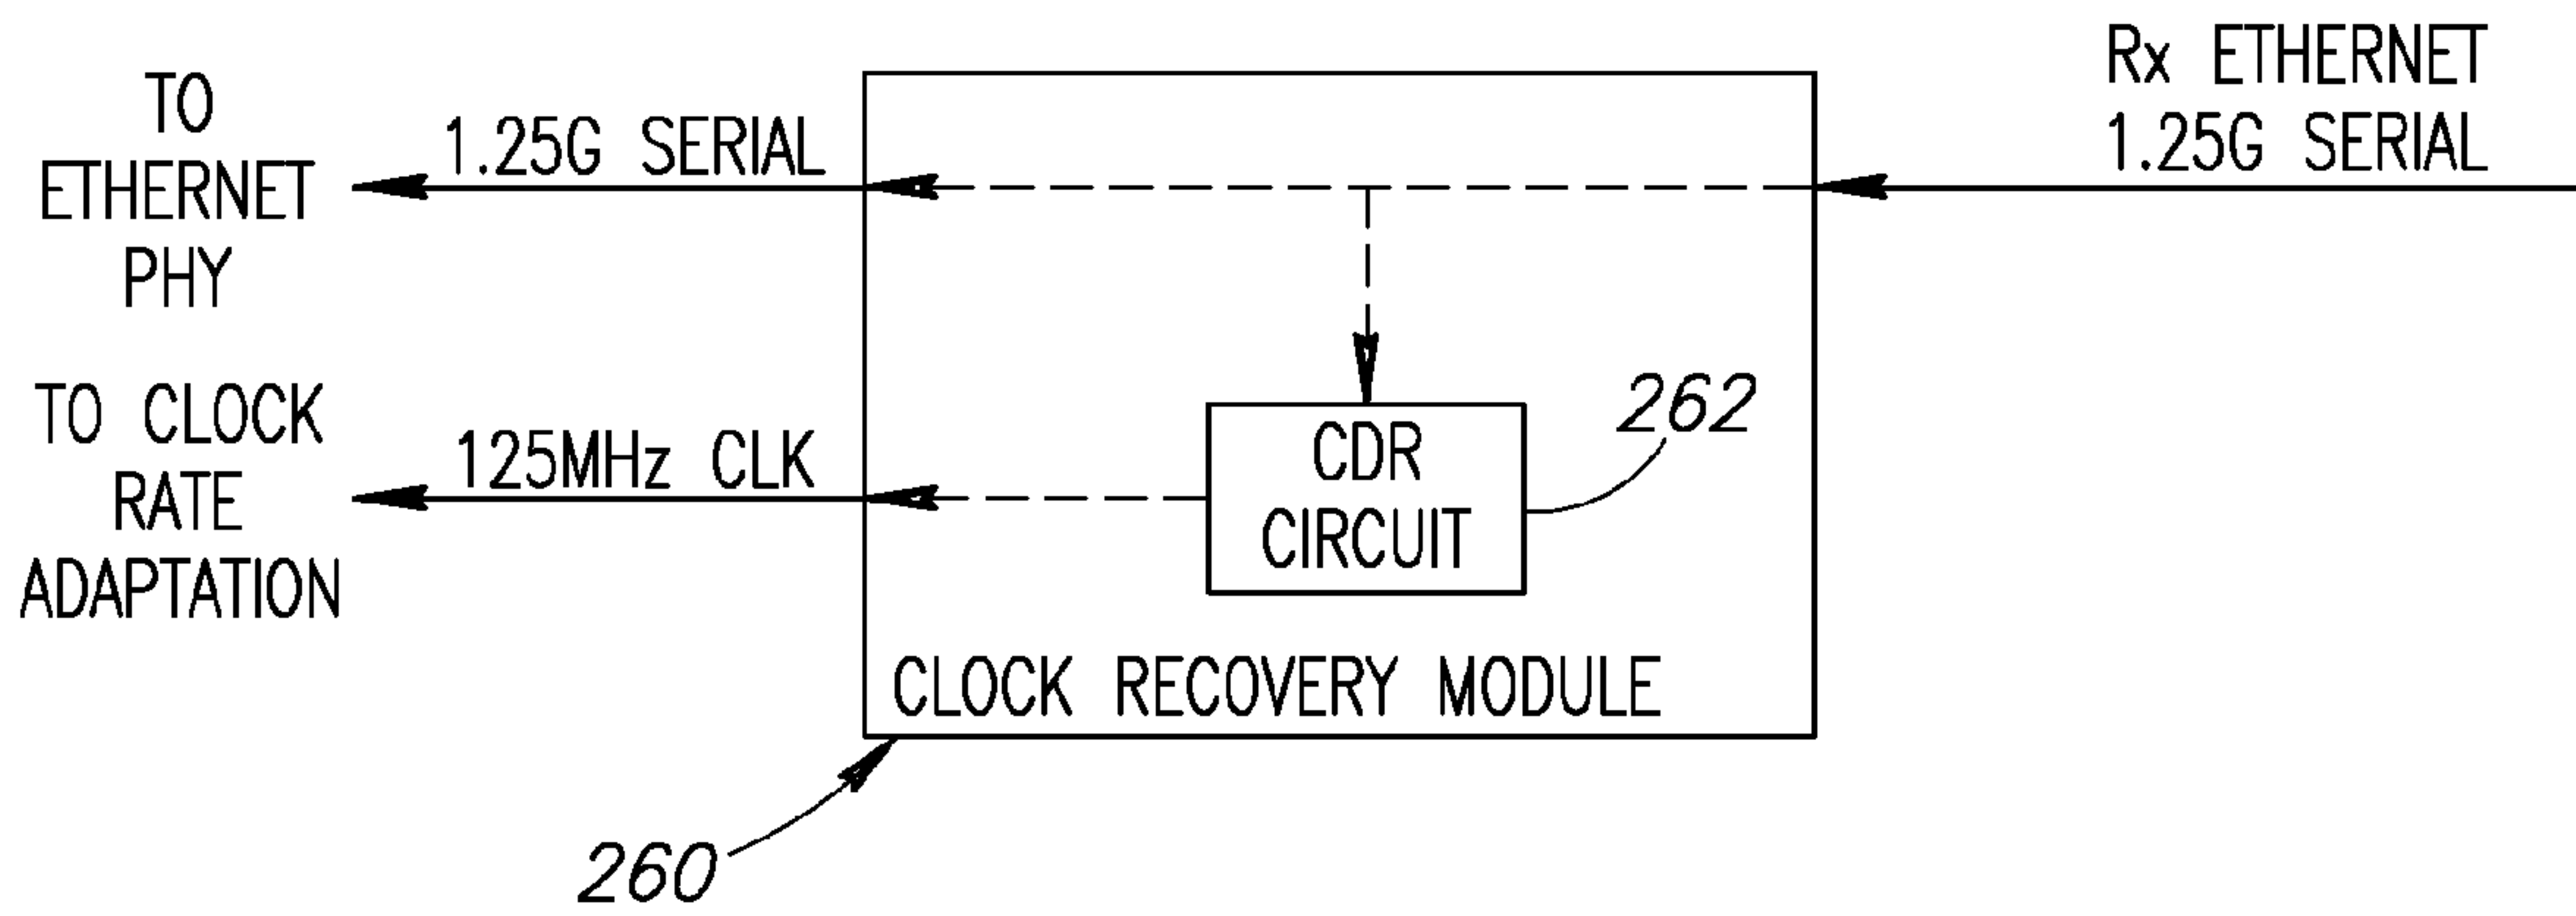 Rx ETHERNET
1.25G SERIAL
TO
ETHERNET
PHY
1.25G SERIAL
TO CLOCK
RATE
ADAPTATION
125MHz CLK
CDR
CIRCUIT
262
CLOCK RECOVERY MODULE
260